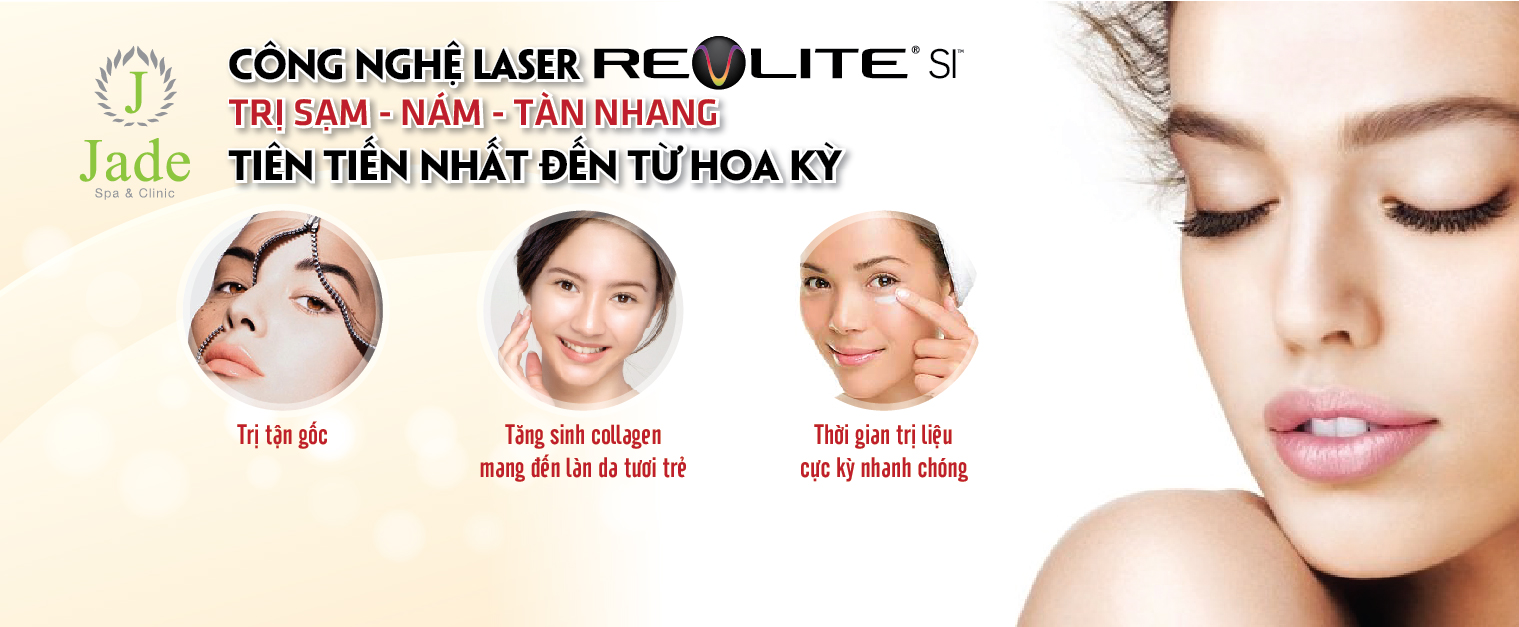 J
Jade
Spa & Clinic
CÔNG NGHỆ LASER REVLITE® SI™
TRỊ SẠM - NÁM - TÀN NHANG
TIÊN TIẾN NHẤT ĐẾN TỪ HOA KỲ
Trị tận gốc
Tăng sinh collagen
mang đến làn da tươi trẻ
Thời gian trị liệu
cực kỳ nhanh chóng